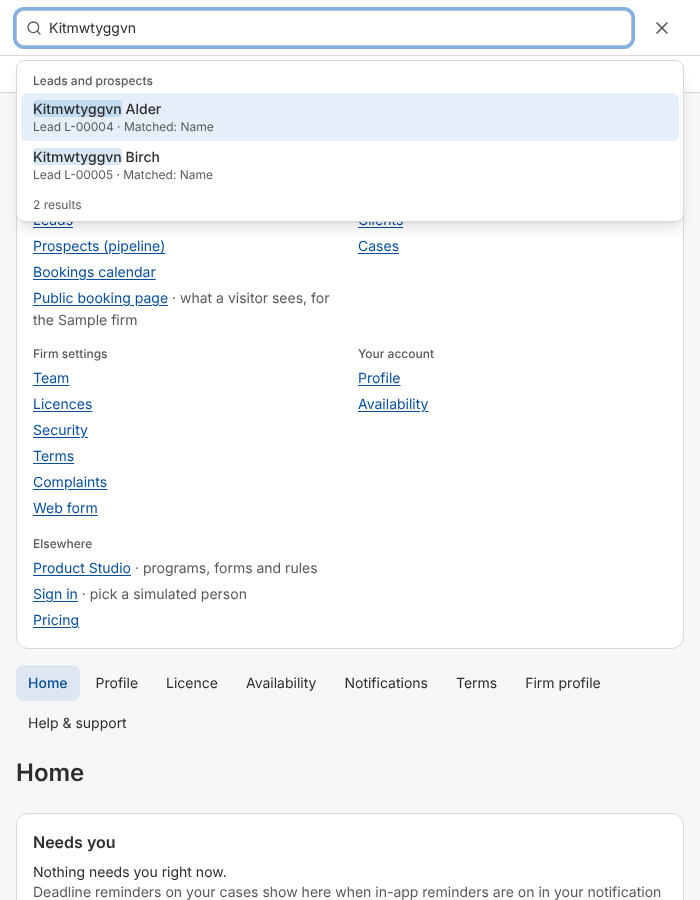 Kitmwtyggvn
Leads and prospects
Kitmwtyggvn Alder
Lead L-00004 · Matched: Name
Kitmwtyggvn Birch
Lead L-00005 · Matched: Name
2 results
Leads
Clients
Prospects (pipeline)
Cases
Bookings calendar
Public booking page · what a visitor sees, for
the Sample firm
Firm settings
Team
Licences
Security
Terms
Complaints
Web form
Your account
Profile
Availability
Elsewhere
Product Studio · programs, forms and rules
Sign in · pick a simulated person
Pricing
Home Profile Licence Availability Notifications Terms Firm profile
Help & support
Home
Needs you
Nothing needs you right now.
Deadline reminders on your cases show here when in-app reminders are on in your notification